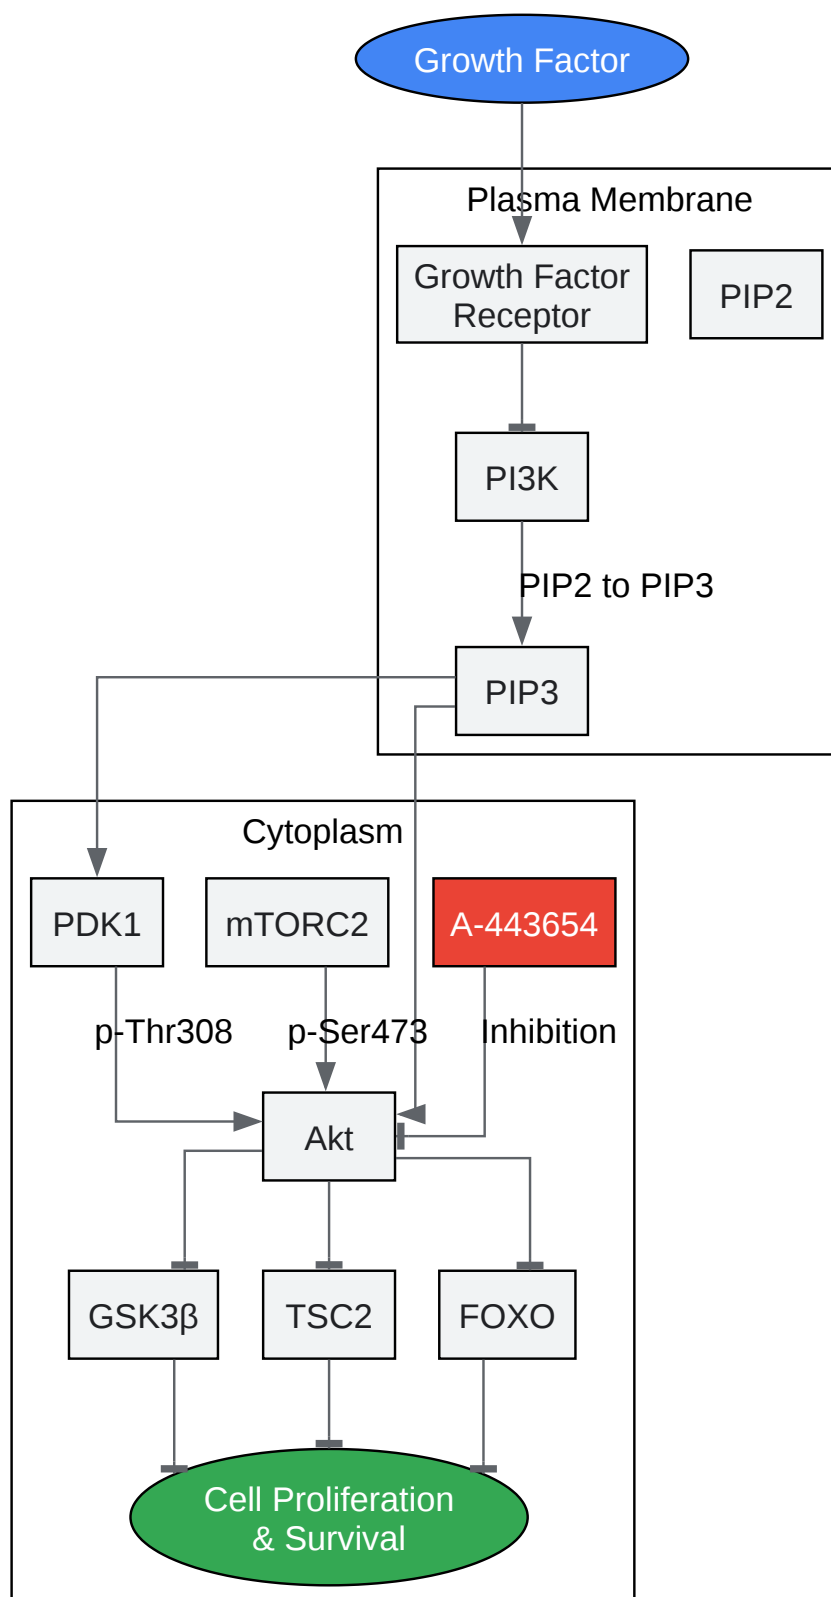 Growth Factor
Plasma Membrane
Growth Factor
Receptor
PIP2
PI3K
PIP2 to PIP3
PIP3
Cytoplasm
PDK1
mTORC2
A-443654
p-Thr308
p-Ser473
Inhibition
Akt
GSK3β
TSC2
FOXO
Cell Proliferation
& Survival